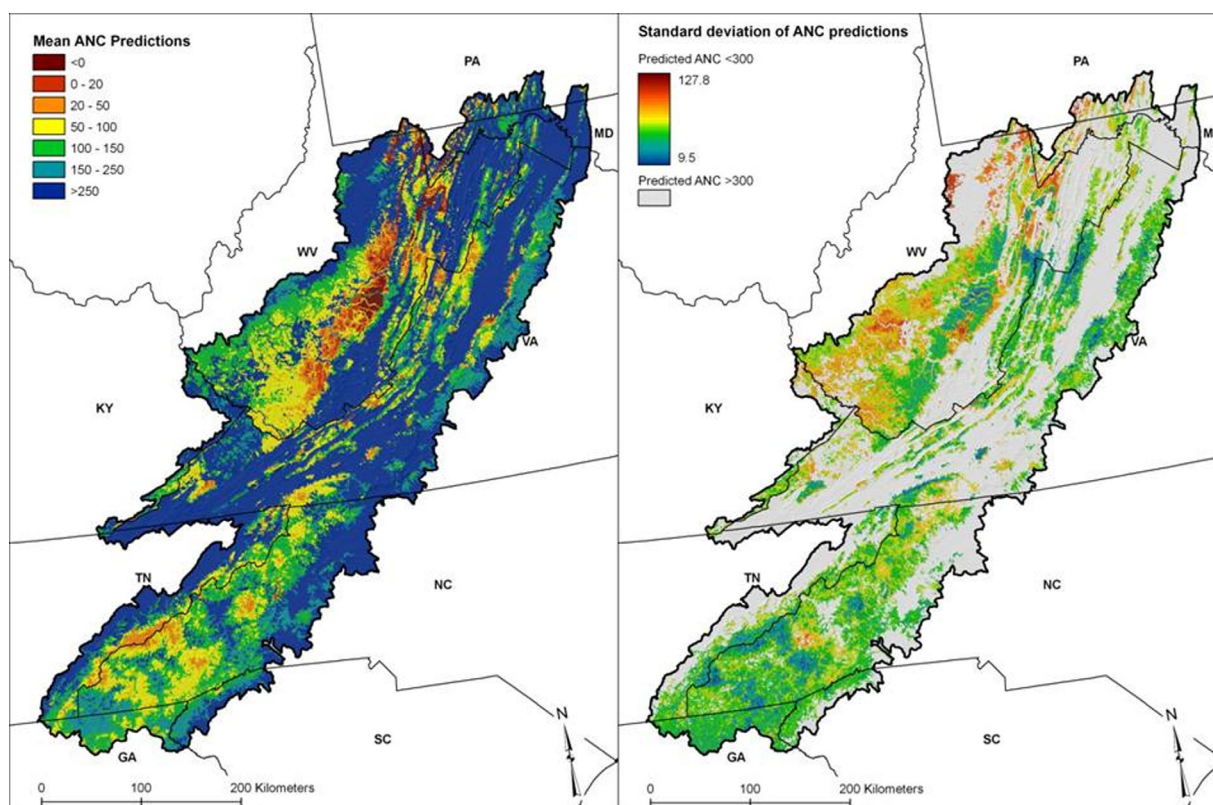 Mean ANC Predictions
<0
0 - 20
20 - 50
50 - 100
100 - 150
150 - 250
>250
PA
MD
WV
VA
KY
TN
NC
SC
GA
N
0 100 200 Kilometers
Standard deviation of ANC predictions
Predicted ANC <300
127.8
9.5
Predicted ANC >300
PA
M
WV
VA
KY
TN
NC
SC
GA
N
0 100 200 Kilometers